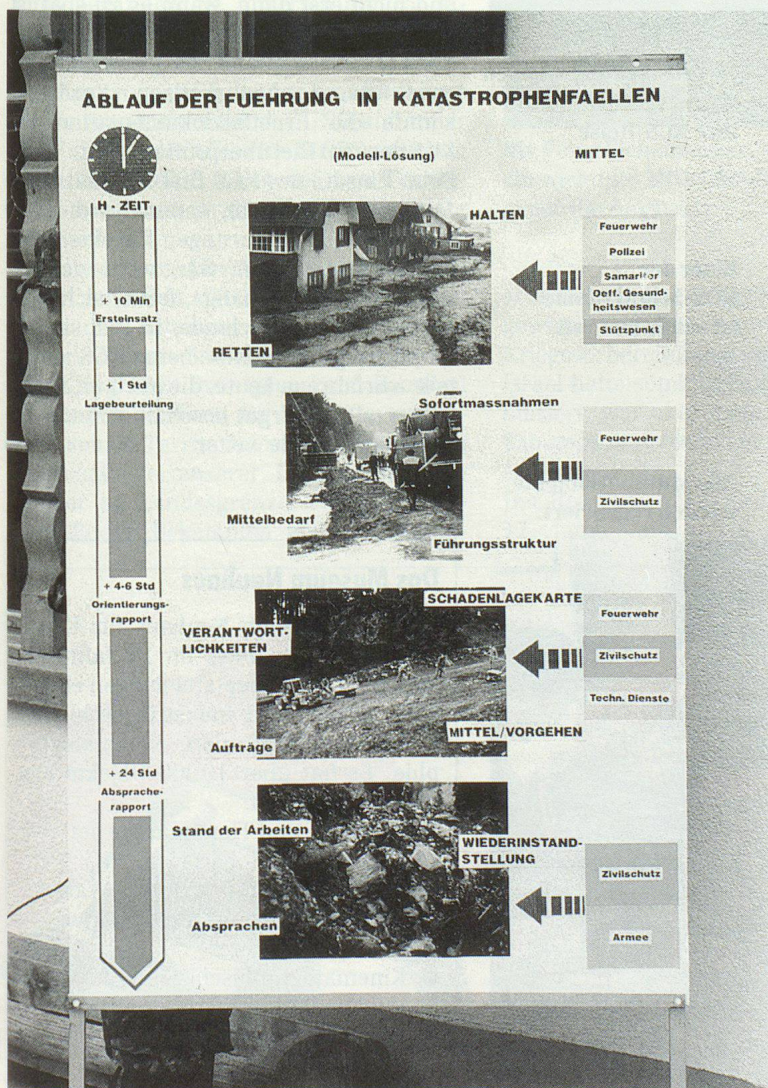 ABLAUF DER FUEHRUNG IN KATASTROPHENFAELLEN
(Modell-Lösung)
MITTEL
H - ZEIT
HALTEN
RETTEN
Feuerwehr
Polizei
Samariter
Oeff. Gesund-
heitswesen
Stützpunkt
+ 10 Min
Ersteinsatz
+ 1 Std
Lagebeurteilung
Sofortmassnahmen
Mittelbedarf
Führungsstruktur
Feuerwehr
Zivilschutz
+ 4-6 Std
Orientierungs-
rapport
SCHADENLAGEKARTE
VERANTWORT-
LICHKEITEN
MITTEL/VORGEHEN
Aufträge
Feuerwehr
Zivilschutz
Techn. Dienste
+ 24 Std
Absprache-
rapport
Stand der Arbeiten
WIEDERINSTAND-
STELLUNG
Absprachen
Zivilschutz
Armee